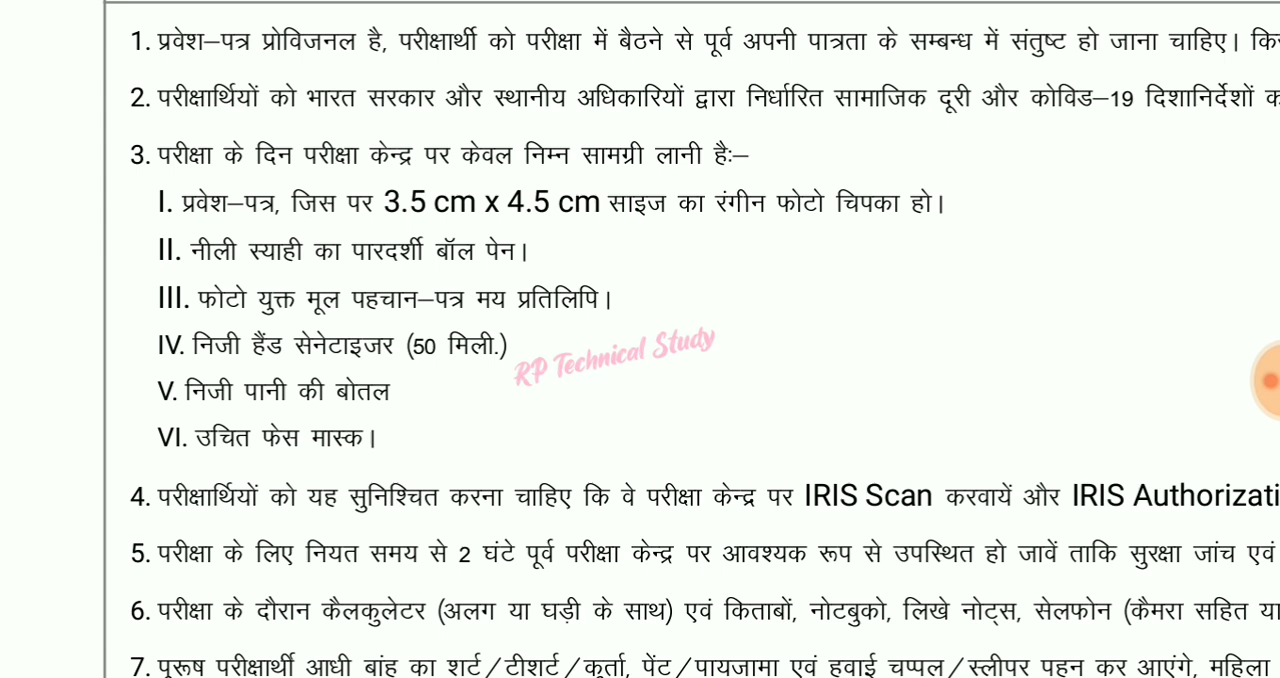 1. प्रवेश–पत्र प्रोविजनल है, परीक्षार्थी को परीक्षा में बैठने से पूर्व अपनी पात्रता के सम्बन्ध में संतुष्ट हो जाना चाहिए।
2. परीक्षार्थियों को भारत सरकार और स्थानीय अधिकारियों द्वारा निर्धारित सामाजिक दूरी और कोविड–19 दिशानिर्देशों
3. परीक्षा के दिन परीक्षा केन्द्र पर केवल निम्न सामग्री लानी है:–
I. प्रवेश–पत्र, जिस पर 3.5 cm x 4.5 cm साइज का रंगीन फोटो चिपका हो।
II. नीली स्याही का पारदर्शी बॉल पेन।
III. फोटो युक्त मूल पहचान–पत्र मय प्रतिलिपि।
IV. निजी हैंड सेनेटाइजर (50 मिली.)
RP Technical Study
V. निजी पानी की बोतल
VI. उचित फेस मास्क।
4. परीक्षार्थियों को यह सुनिश्चित करना चाहिए कि वे परीक्षा केन्द्र पर IRIS Scan करवायें और IRIS Authorizati
5. परीक्षा के लिए नियत समय से 2 घंटे पूर्व परीक्षा केन्द्र पर आवश्यक रूप से उपस्थित हो जावें ताकि सुरक्षा जांच एवं
6. परीक्षा के दौरान कैलकुलेटर (अलग या घड़ी के साथ) एवं किताबों, नोटबुको, लिखे नोट्स, सेलफोन (कैमरा सहित या
7. पुरूष परीक्षार्थी आधी बांह का शर्ट/टीशर्ट/कुर्ता, पेंट/पायजामा एवं हवाई चप्पल/स्लीपर पहन कर आएंगे, महिला